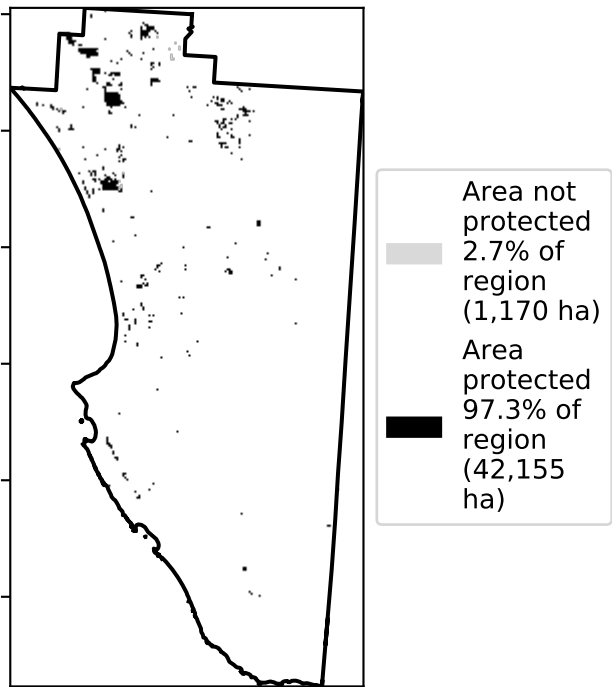 Area not
protected
2.7% of
region
(1,170 ha)
Area
protected
97.3% of
region
(42,155
ha)